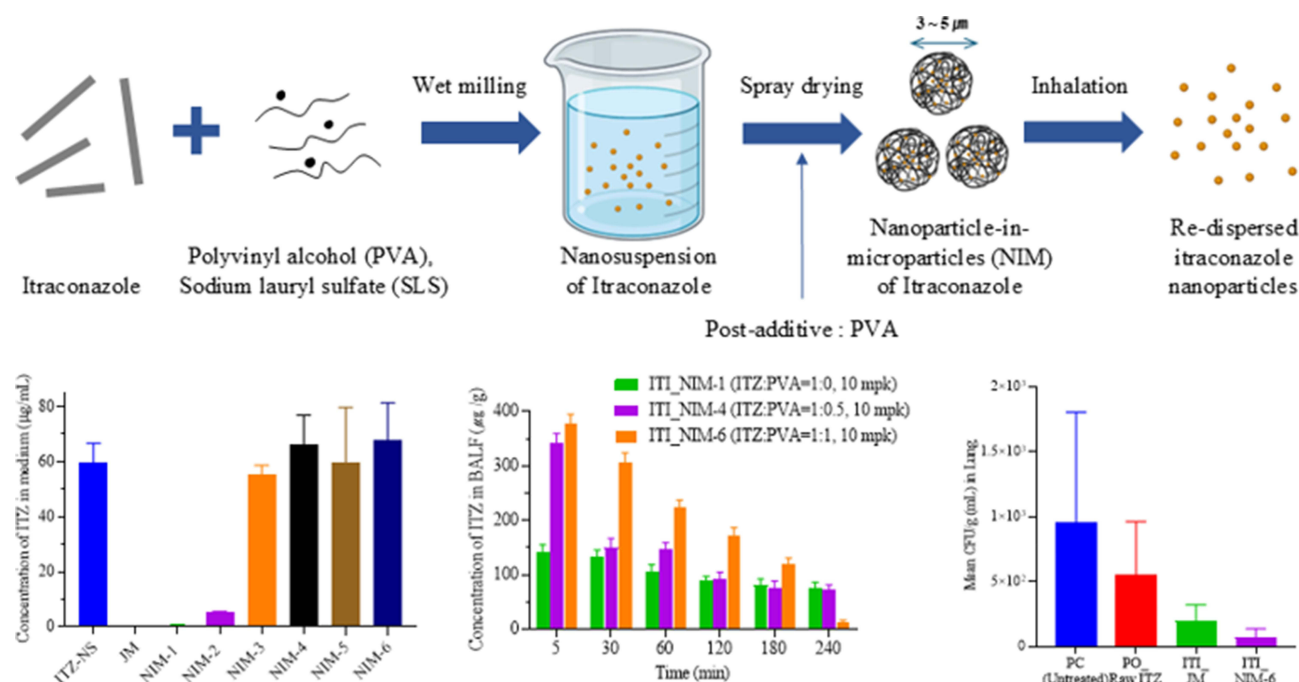 3~5 μm
Wet milling
Spray drying
Inhalation
Itraconazole
Polyvinyl alcohol (PVA),
Sodium lauryl sulfate (SLS)
Nanosuspension
of Itraconazole
Nanoparticle-in-
microparticles (NIM)
of Itraconazole
Re-dispersed
itraconazole
nanoparticles
Post-additive : PVA
Concentration of ITZ in medium (μg/mL)
80
60
40
20
0
ITZ-NS
JM
NIM-1
NIM-2
NIM-3
NIM-4
NIM-5
NIM-6
Concentration of ITZ in BALF (μg /g)
ITI_NIM-1 (ITZ:PVA=1:0, 10 mpk)
ITI_NIM-4 (ITZ:PVA=1:0.5, 10 mpk)
ITI_NIM-6 (ITZ:PVA=1:1, 10 mpk)
400
300
200
100
0
5 30 60 120 180 240
Time (min)
Mean CFU/g (mL) in Lung
2×10³
1.5×10³
1×10³
5×10²
0
PC
(Untreated)
PO_
Raw ITZ
ITI_
JM
ITI_
NIM-6